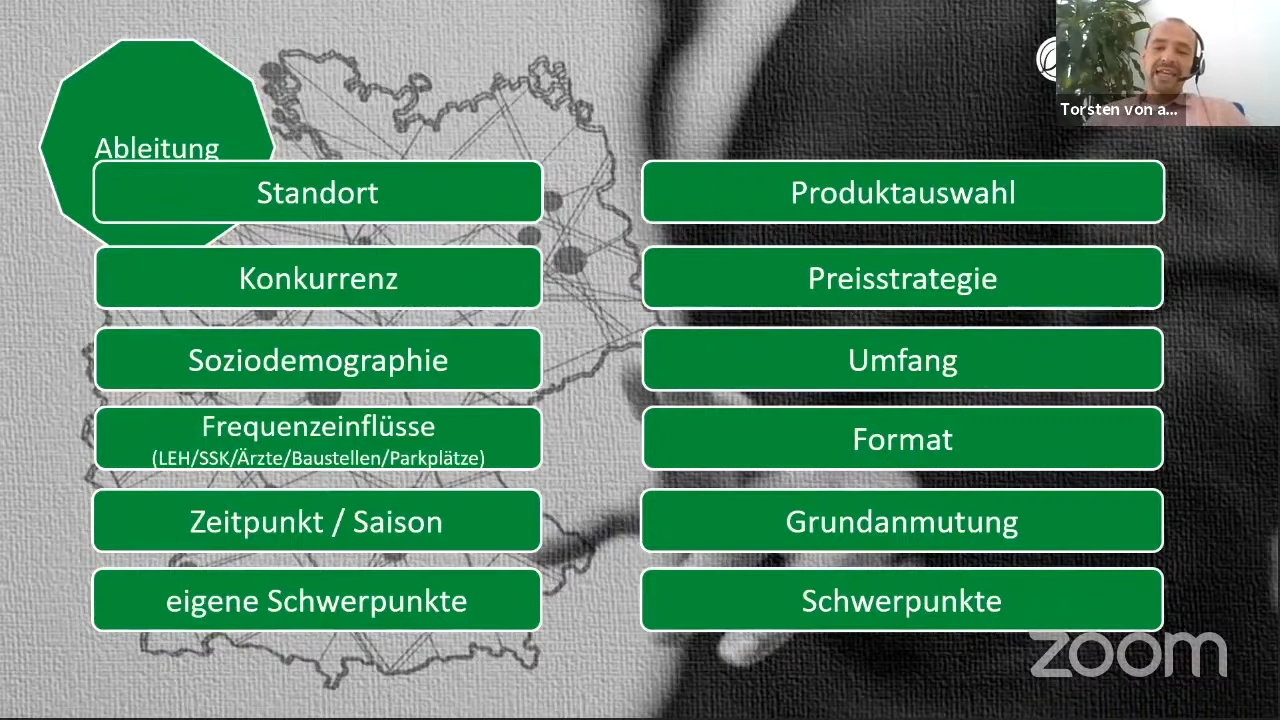 Torsten von a...
Ableitung
Standort
Produktauswahl
Konkurrenz
Preisstrategie
Soziodemographie
Umfang
Frequenzeinflüsse
(LEH/SSK/Ärzte/Baustellen/Parkplätze)
Format
Zeitpunkt / Saison
Grundanmutung
eigene Schwerpunkte
Schwerpunkte
zoom